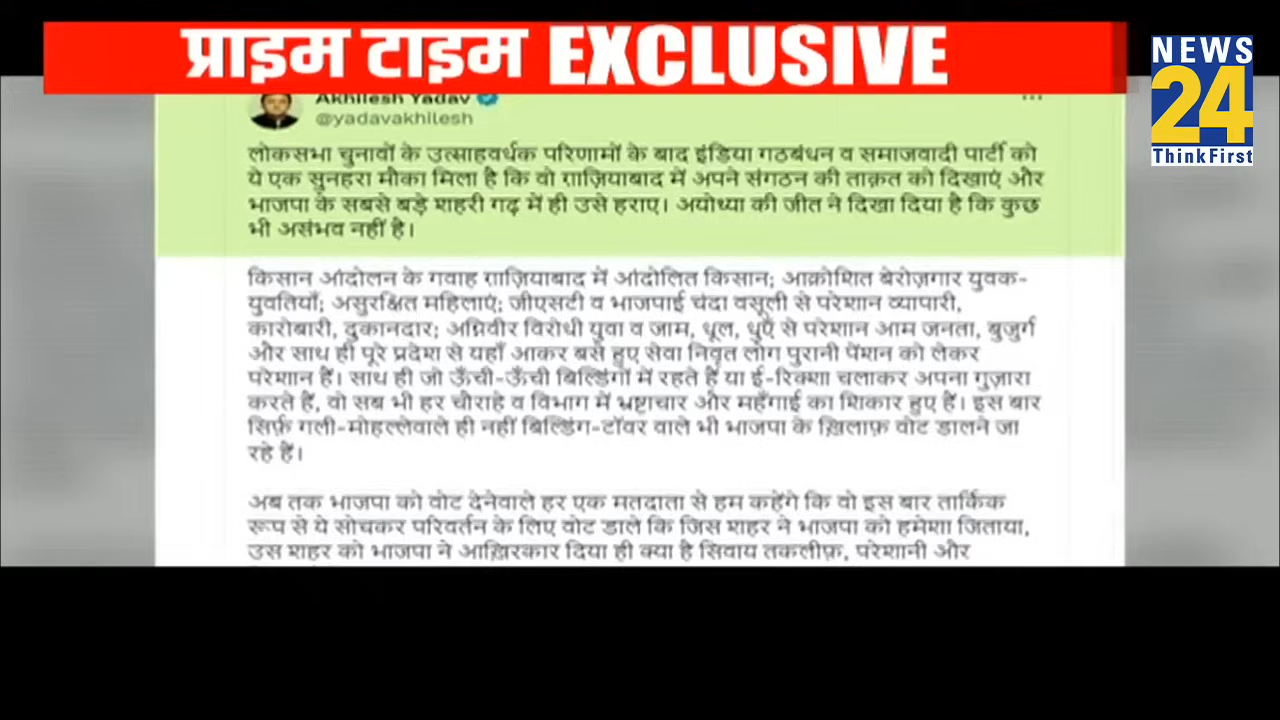 प्राइम टाइम EXCLUSIVE
NEWS
24
ThinkFirst
Akhilesh Yadav
@yadavakhilesh
लोकसभा चुनावों के उत्साहवर्धक परिणामों के बाद इंडिया गठबंधन व समाजवादी पार्टी को
ये एक सुनहरा मौका मिला है कि वो ग़ाज़ियाबाद में अपने संगठन की ताक़त को दिखाएं और
भाजपा के सबसे बड़े शहरी गढ़ में ही उसे हराए। अयोध्या की जीत ने दिखा दिया है कि कुछ
भी असंभव नहीं है।
किसान आंदोलन के गवाह ग़ाज़ियाबाद में आंदोलित किसान; आक्रोशित बेरोज़गार युवक-
युवतियाँ; असुरक्षित महिलाएं; जीएसटी व भाजपाई चंदा वसूली से परेशान व्यापारी,
कारोबारी, दुकानदार; अग्निवीर विरोधी युवा व जाम, धूल, धुएँ से परेशान आम जनता, बुजुर्ग
और साथ ही पूरे प्रदेश से यहाँ आकर बसे हुए सेवा निवृत लोग पुरानी पेंशन को लेकर
परेशान हैं। साथ ही जो ऊँची-ऊँची बिल्डिंगों में रहते हैं या ई-रिक्शा चलाकर अपना गुज़ारा
करते हैं, वो सब भी हर चौराहे व विभाग में भ्रष्टाचार और महँगाई का शिकार हुए हैं। इस बार
सिर्फ़ गली-मोहल्लेवाले ही नहीं बिल्डिंग-टॉवर वाले भी भाजपा के ख़िलाफ़ वोट डालने जा
रहे हैं।
अब तक भाजपा को वोट देनेवाले हर एक मतदाता से हम कहेंगे कि वो इस बार तार्किक
रूप से ये सोचकर परिवर्तन के लिए वोट डाले कि जिस शहर ने भाजपा को हमेशा जिताया,
उस शहर को भाजपा ने आख़िरकार दिया ही क्या है सिवाय तकलीफ़, परेशानी और